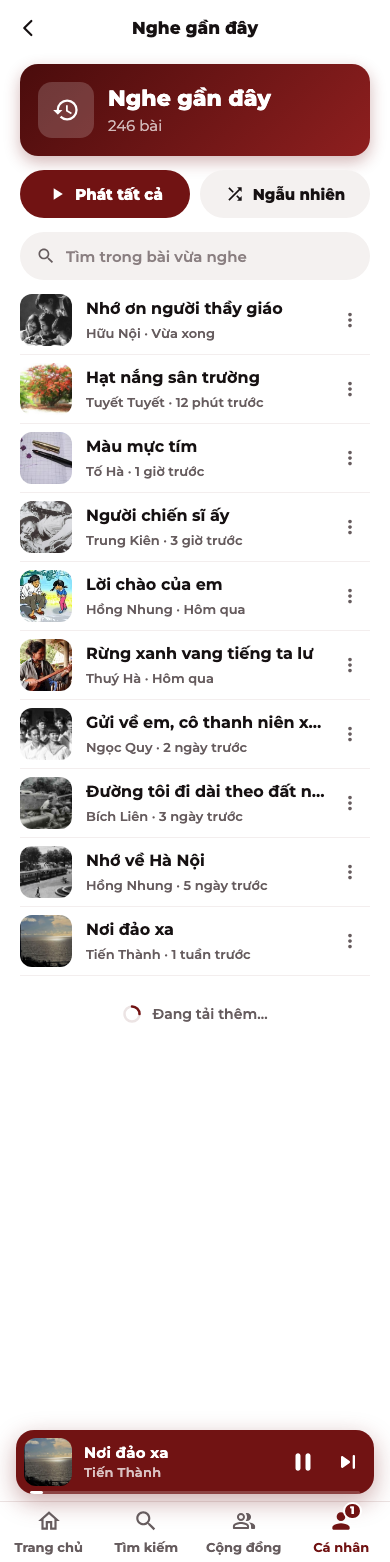 Nghe gần đây
Nghe gần đây
246 bài
Phát tất cả
Ngẫu nhiên
Tìm trong bài vừa nghe
Nhớ ơn người thầy giáo
Hữu Nội · Vừa xong
Hạt nắng sân trường
Tuyết Tuyết · 12 phút trước
Màu mực tím
Tố Hà · 1 giờ trước
Người chiến sĩ ấy
Trung Kiên · 3 giờ trước
Lời chào của em
Hồng Nhung · Hôm qua
Rừng xanh vang tiếng ta lư
Thuý Hà · Hôm qua
Gửi về em, cô thanh niên x...
Ngọc Quy · 2 ngày trước
Đường tôi đi dài theo đất n...
Bích Liên · 3 ngày trước
Nhớ về Hà Nội
Hồng Nhung · 5 ngày trước
Nơi đảo xa
Tiến Thành · 1 tuần trước
Đang tải thêm...
Nơi đảo xa
Tiến Thành
1
Trang chủ
Tìm kiếm
Cộng đồng
Cá nhân